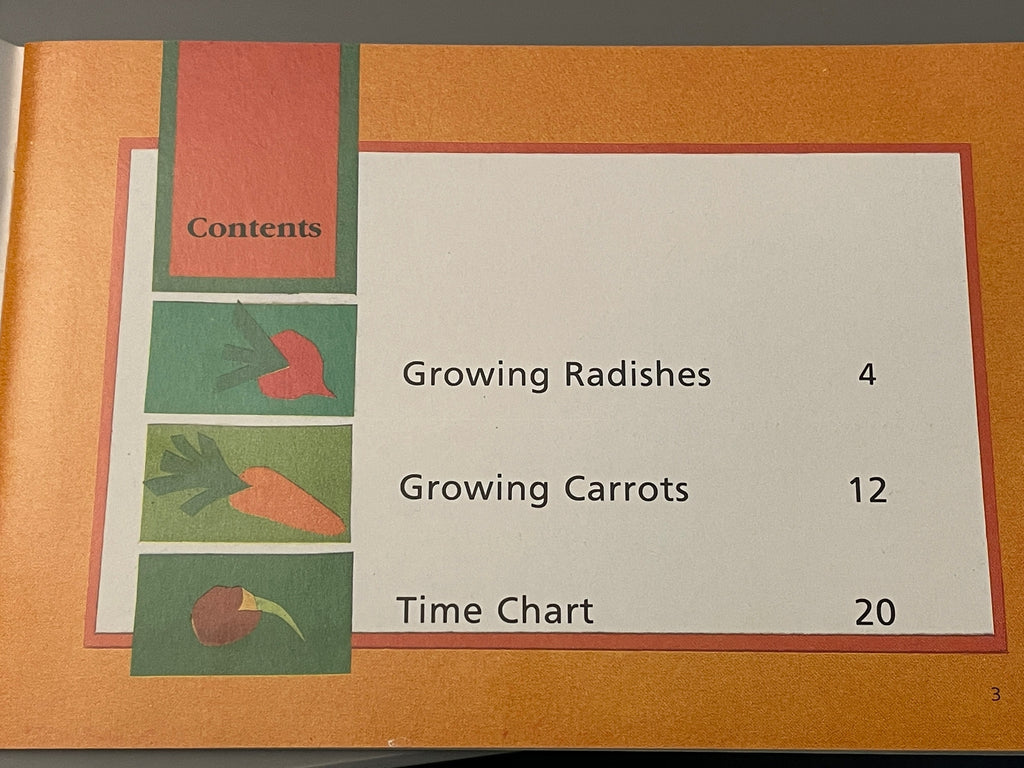 Contents
Growing Radishes 4
Growing Carrots 12
Time Chart 20
3